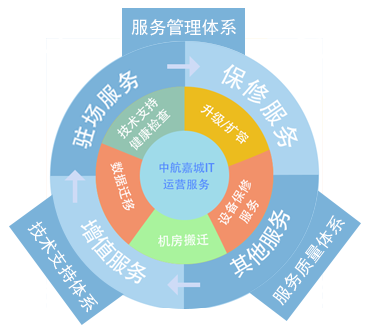 服务管理体系
驻场服务
保修服务
技术支持
健康检查
升级/扩容
中航嘉城IT
运营服务
数据迁移
设备保修
服务
机房搬迁
增值服务
其他服务
技术支持体系
服务质量体系